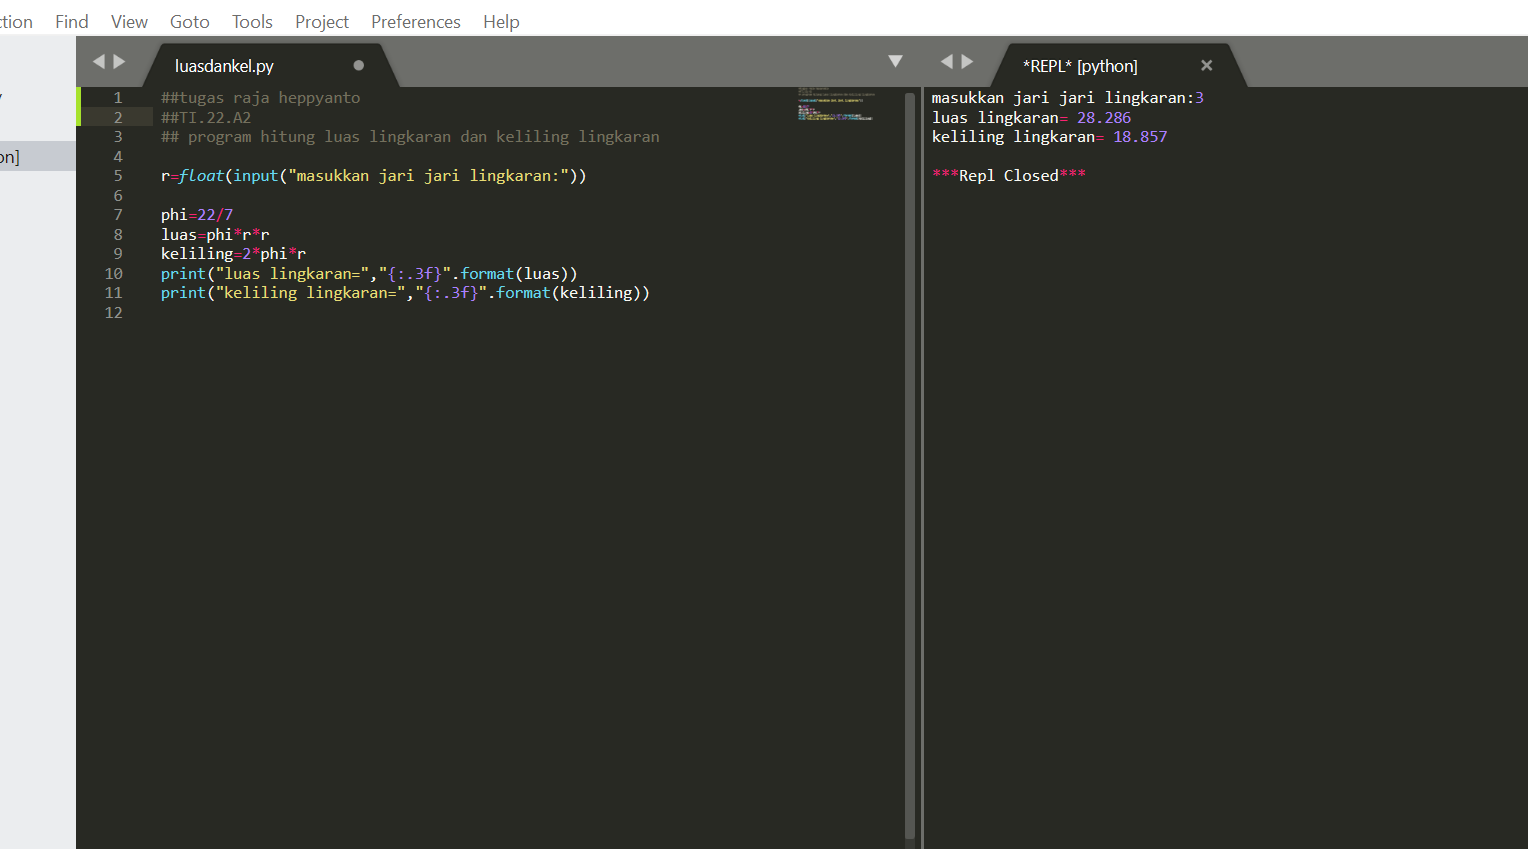 ction Find View Goto Tools Project Preferences Help
luasdankel.py
*REPL* [python]
on]
1 ##tugas raja heppyanto
2 ##TI.22.A2
3 ## program hitung luas lingkaran dan keliling lingkaran
4
5 r=float(input("masukkan jari jari lingkaran:"))
6
7 phi=22/7
8 luas=phi*r*r
9 keliling=2*phi*r
10 print("luas lingkaran=","{:.3f}".format(luas))
11 print("keliling lingkaran=","{:.3f}".format(keliling))
12
masukkan jari jari lingkaran:3
luas lingkaran= 28.286
keliling lingkaran= 18.857
***Repl Closed***